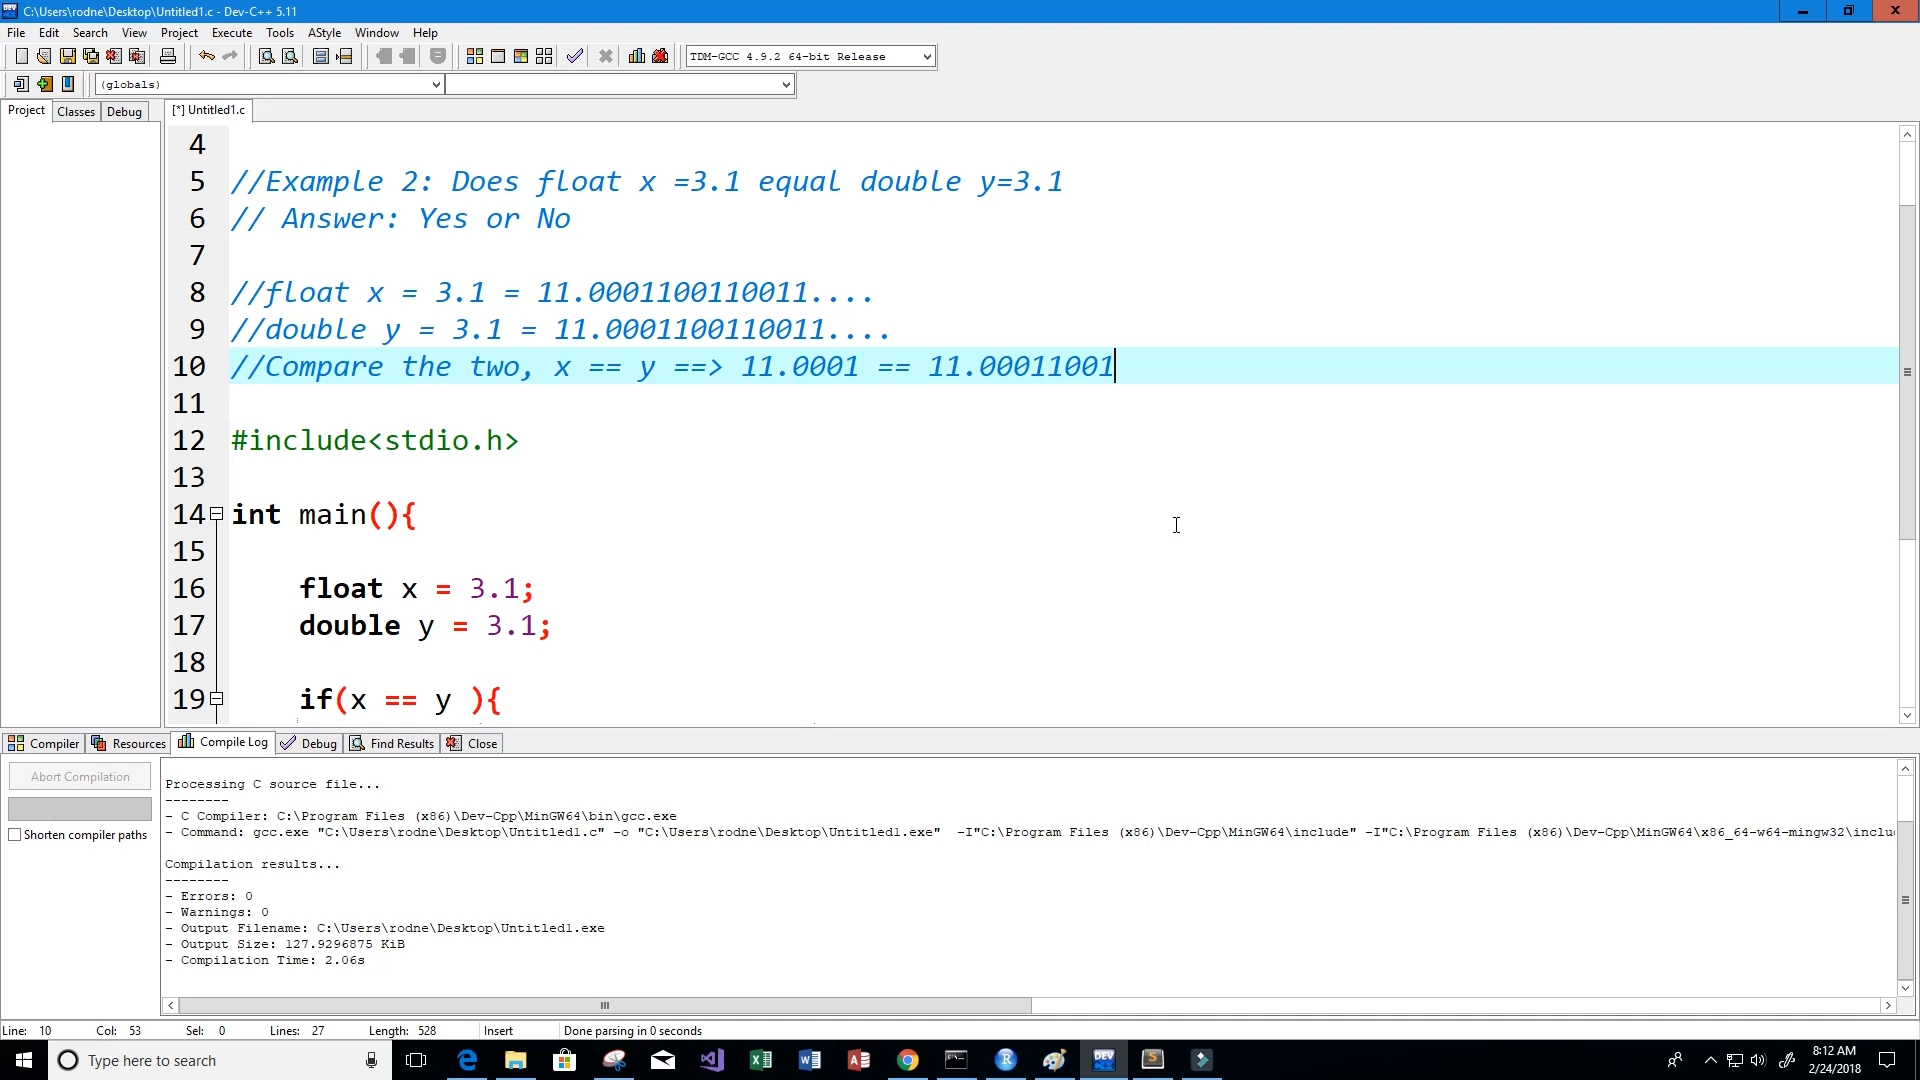 C:\Users\rodne\Desktop\Untitled1.c - Dev-C++ 5.11
File Edit Search View Project Execute Tools AStyle Window Help
TDM-GCC 4.9.2 64-bit Release
(globals)
Project Classes Debug [*] Untitled1.c
4
5 //Example 2: Does float x =3.1 equal double y=3.1
6 // Answer: Yes or No
7
8 //float x = 3.1 = 11.0001100110011....
9 //double y = 3.1 = 11.0001100110011....
10 //Compare the two, x == y ==> 11.0001 == 11.00011001
11
12 #include<stdio.h>
13
14 int main(){
15
16 float x = 3.1;
17 double y = 3.1;
18
19 if(x == y ){
Compiler Resources Compile Log Debug Find Results Close
Abort Compilation
Shorten compiler paths
Processing C source file...
--------
- C Compiler: C:\Program Files (x86)\Dev-Cpp\MinGW64\bin\gcc.exe
- Command: gcc.exe "C:\Users\rodne\Desktop\Untitled1.c" -o "C:\Users\rodne\Desktop\Untitled1.exe" -I"C:\Program Files (x86)\Dev-Cpp\MinGW64\include" -I"C:\Program Files (x86)\Dev-Cpp\MinGW64\x86_64-w64-mingw32\inclu
Compilation results...
--------
- Errors: 0
- Warnings: 0
- Output Filename: C:\Users\rodne\Desktop\Untitled1.exe
- Output Size: 127.9296875 KiB
- Compilation Time: 2.06s
Line: 10 Col: 53 Sel: 0 Lines: 27 Length: 528 Insert Done parsing in 0 seconds
Type here to search
8:12 AM
2/24/2018